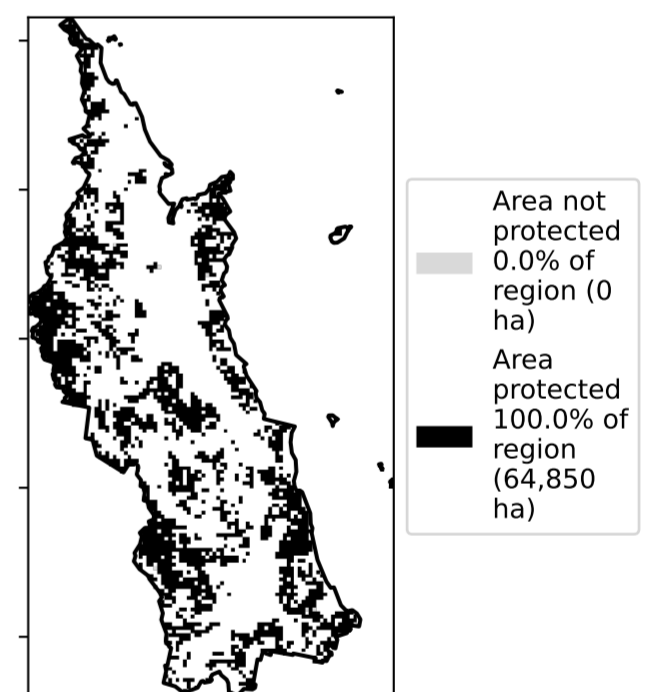 Area not
protected
0.0% of
region (0
ha)
Area
protected
100.0% of
region
(64,850
ha)